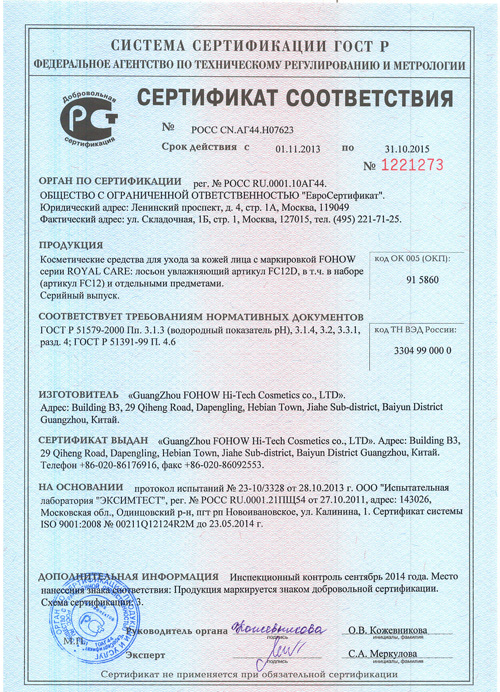 СИСТЕМА СЕРТИФИКАЦИИ ГОСТ Р
ФЕДЕРАЛЬНОЕ АГЕНТСТВО ПО ТЕХНИЧЕСКОМУ РЕГУЛИРОВАНИЮ И МЕТРОЛОГИИ
Добровольная
сертификация
СЕРТИФИКАТ СООТВЕТСТВИЯ
№ РОСС CN.АГ44.Н07623
Срок действия с 01.11.2013 по 31.10.2015
№ 1221273
ОРГАН ПО СЕРТИФИКАЦИИ рег. № РОСС RU.0001.10АГ44.
ОБЩЕСТВО С ОГРАНИЧЕННОЙ ОТВЕТСТВЕННОСТЬЮ "ЕвроСертификат".
Юридический адрес: Ленинский проспект, д. 4, стр. 1А, Москва, 119049
Фактический адрес: ул. Складочная, 1Б, стр. 1, Москва, 127015, тел. (495) 221-71-25.
ПРОДУКЦИЯ
Косметические средства для ухода за кожей лица с маркировкой FOHOW
серии ROYAL CARE: лосьон увлажняющий артикул FC12D, в т.ч. в наборе
(артикул FC12) и отдельными предметами.
Серийный выпуск.
код ОК 005 (ОКП):
91 5860
СООТВЕТСТВУЕТ ТРЕБОВАНИЯМ НОРМАТИВНЫХ ДОКУМЕНТОВ
ГОСТ Р 51579-2000 Пп. 3.1.3 (водородный показатель рН), 3.1.4, 3.2, 3.3.1,
разд. 4; ГОСТ Р 51391-99 П. 4.6
код ТН ВЭД России:
3304 99 000 0
ИЗГОТОВИТЕЛЬ «GuangZhou FOHOW Hi-Tech Cosmetics co., LTD».
Адрес: Building B3, 29 Qiheng Road, Dapengling, Hebian Town, Jiahe Sub-district, Baiyun District
Guangzhou, Китай.
СЕРТИФИКАТ ВЫДАН «GuangZhou FOHOW Hi-Tech Cosmetics co., LTD». Адрес: Building B3,
29 Qiheng Road, Dapengling, Hebian Town, Jiahe Sub-district, Baiyun District Guangzhou, Китай.
Телефон +86-020-86176916, факс +86-020-86092553.
НА ОСНОВАНИИ протокол испытаний № 23-10/3328 от 28.10.2013 г. ООО "Испытательная
лаборатория "ЭКСИМТЕСТ", рег. № РОСС RU.0001.21ПЩ54 от 27.10.2011, адрес: 143026,
Московская обл., Одинцовский р-н, пгт рп Новоивановское, ул. Калинина, 1. Сертификат системы
ISO 9001:2008 № 00211Q12124R2M до 23.05.2014 г.
ДОПОЛНИТЕЛЬНАЯ ИНФОРМАЦИЯ Инспекционный контроль сентябрь 2014 года. Место
нанесения знака соответствия: Продукция маркируется знаком добровольной сертификации.
Схема сертификации: 3.
Руководитель органа О.В. Кожевникова
подпись инициалы, фамилия
М.П.
Эксперт С.А. Меркулова
подпись инициалы, фамилия
Сертификат не применяется при обязательной сертификации